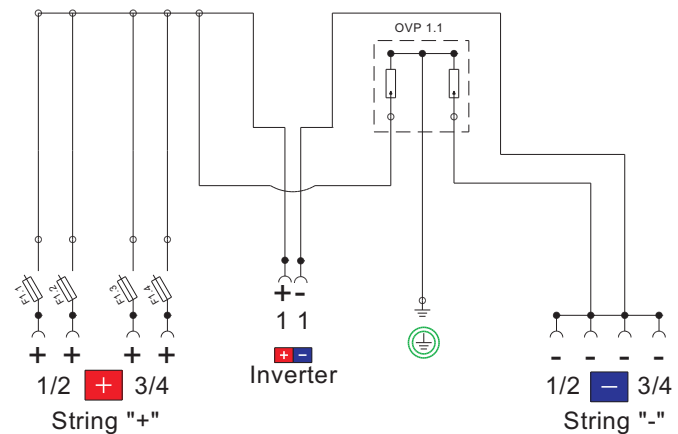 OVP 1.1
F1.1
F1.2
F1.3
F1.4
+ -
1 1
+ -
Inverter
+ + + +
1/2 + 3/4
String "+"
- - - -
1/2 - 3/4
String "-"